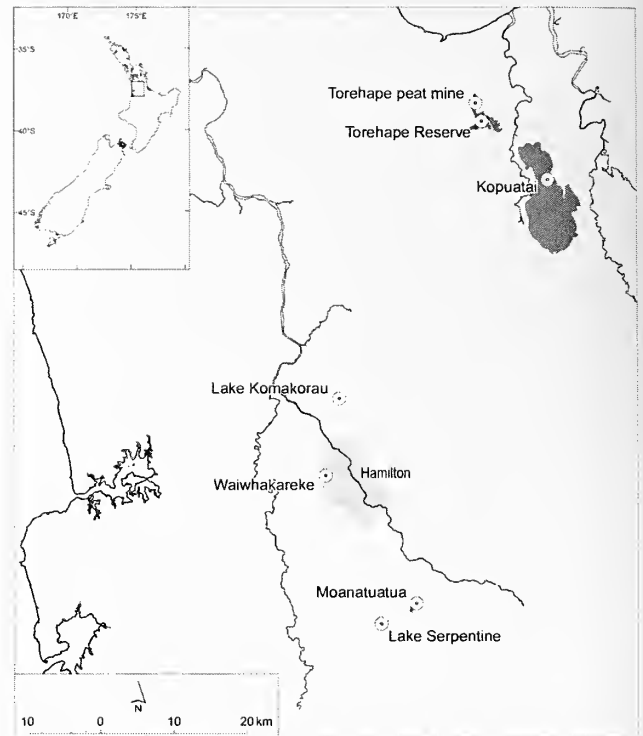 170°E 175°E
35°S
40°S
45°S
Torehape peat mine
Torehape Reserve
Kopuatai
Lake Komakorau
Hamilton
Waiwhakareke
Moanatuatua
Lake Serpentine
N
10 0 10 20 km